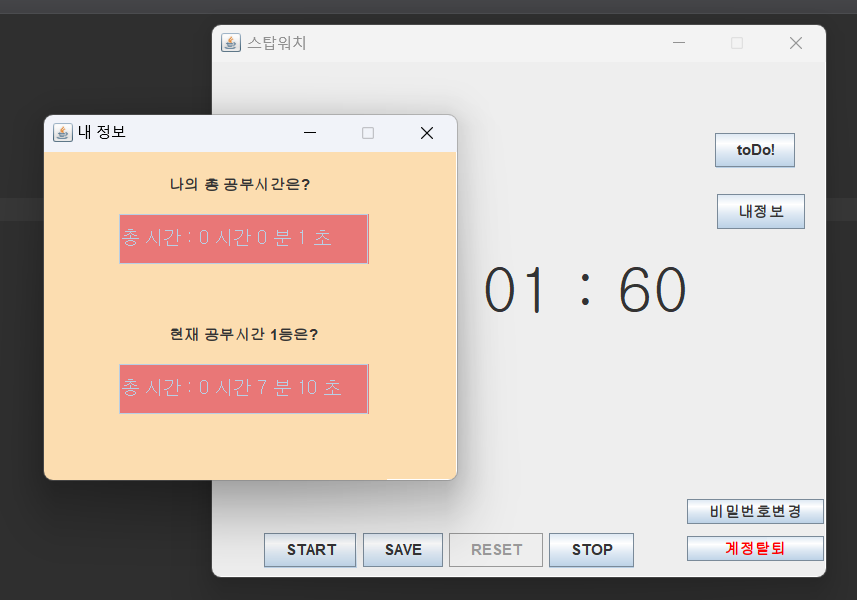 스탑워치
내 정보
나의 총 공부시간은?
총 시간 : 0 시간 0 분 1 초
현재 공부시간 1등은?
총 시간 : 0 시간 7 분 10 초
toDo!
내정보
01 : 60
비밀번호변경
START SAVE RESET STOP
계정탈퇴